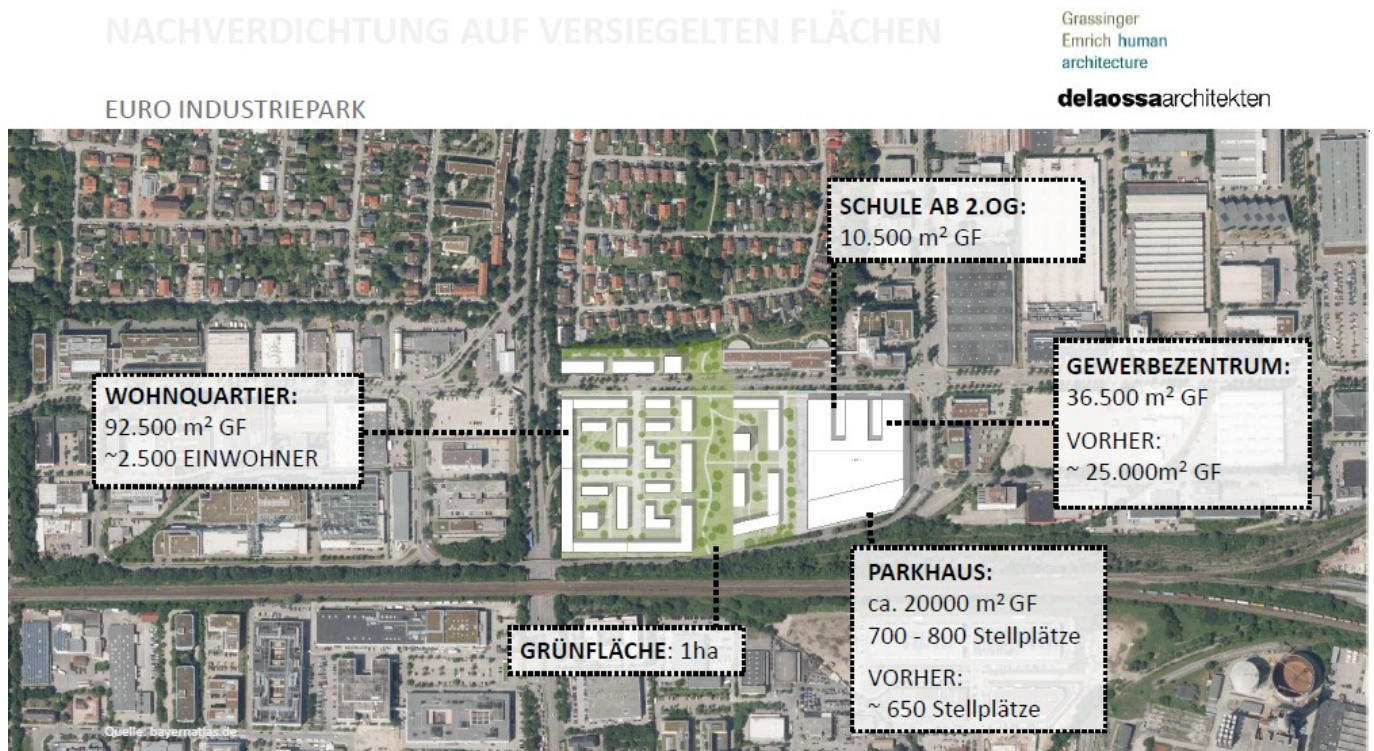 NACHVERDICHTUNG AUF VERSIEGELTEN FLÄCHEN
Grassinger
Emrich human
architecture
delaossaarchitekten
EURO INDUSTRIEPARK
SCHULE AB 2.OG:
10.500 m² GF
GEWERBEZENTRUM:
36.500 m² GF
VORHER:
~ 25.000m² GF
WOHNQUARTIER:
92.500 m² GF
~2.500 EINWOHNER
PARKHAUS:
ca. 20000 m² GF
700 - 800 Stellplätze
VORHER:
~ 650 Stellplätze
GRÜNFLÄCHE: 1ha
Quelle: bayernatlas.de